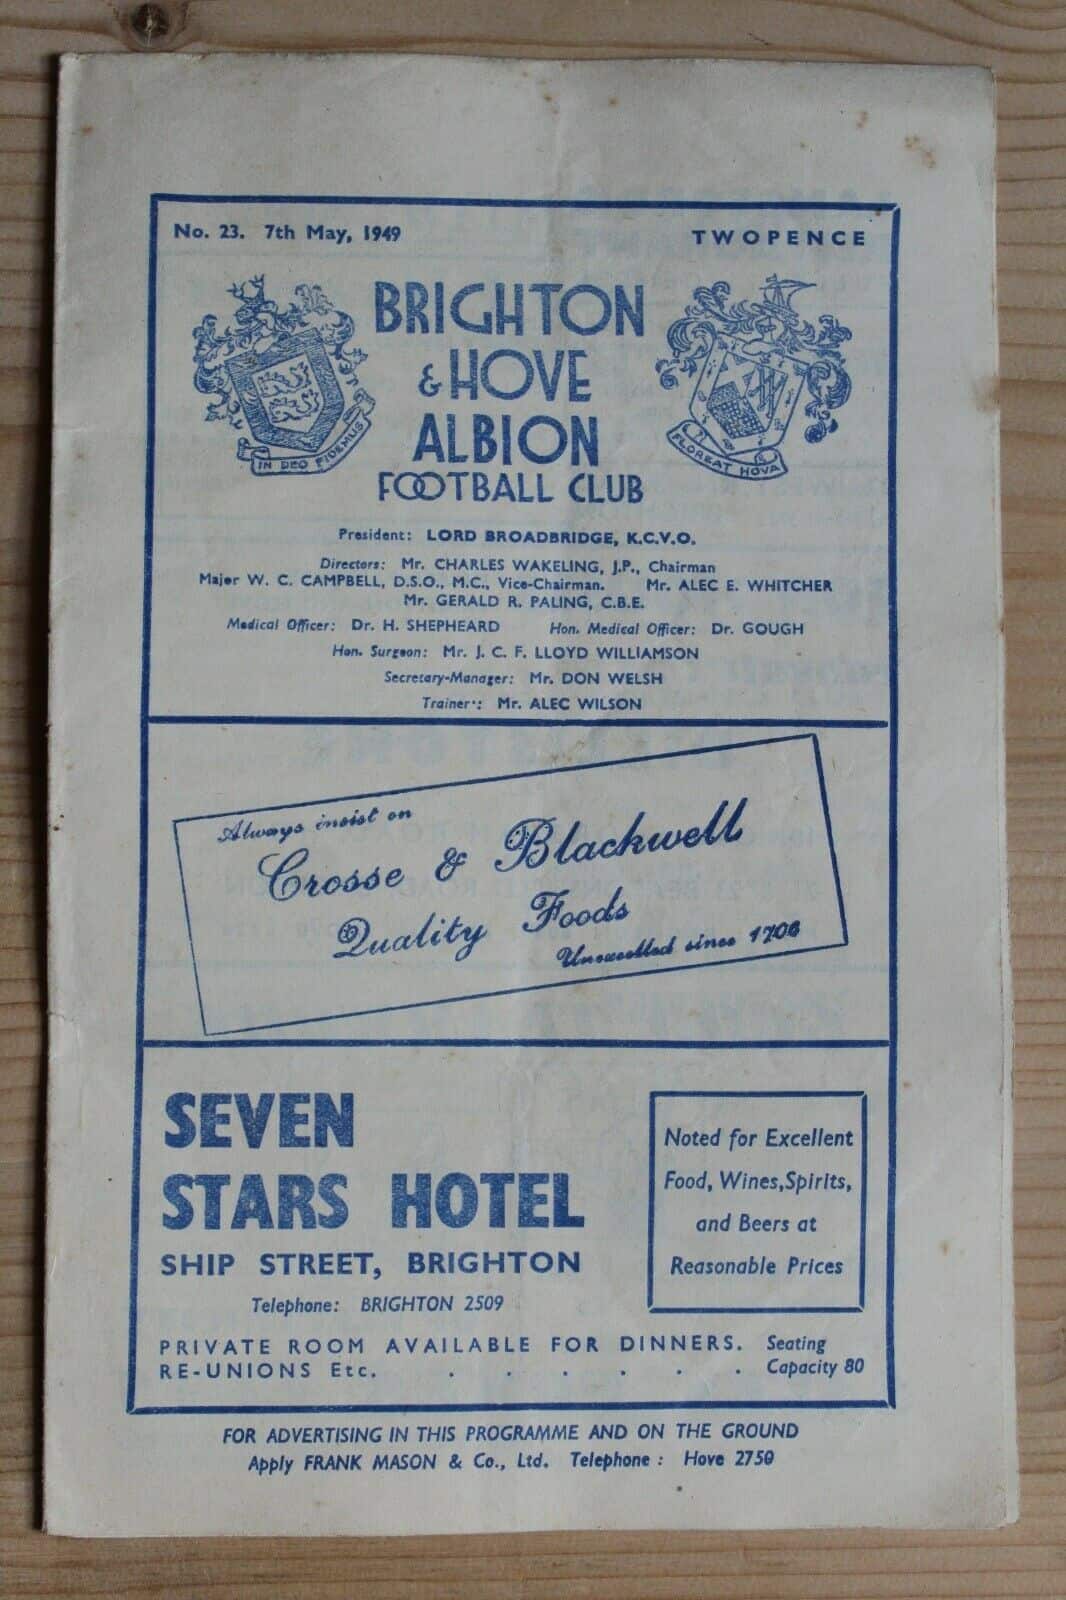 No. 23. 7th May, 1949
TWOPENCE
BRIGHTON
& HOVE
ALBION
FOOTBALL CLUB
IN DEO FIDEMUS
FLOREAT HOVA
President: LORD BROADBRIDGE, K.C.V.O.
Directors: Mr. CHARLES WAKELING, J.P., Chairman
Major W. C. CAMPBELL, D.S.O., M.C., Vice-Chairman. Mr. ALEC E. WHITCHER
Mr. GERALD R. PALING, C.B.E.
Medical Officer: Dr. H. SHEPHEARD Hon. Medical Officer: Dr. GOUGH
Hon. Surgeon: Mr. J. C. F. LLOYD WILLIAMSON
Secretary-Manager: Mr. DON WELSH
Trainer: Mr. ALEC WILSON
Always insist on
Crosse & Blackwell
Quality Foods
Unexcelled since 1706
SEVEN
STARS HOTEL
SHIP STREET, BRIGHTON
Telephone: BRIGHTON 2509
Noted for Excellent
Food, Wines, Spirits,
and Beers at
Reasonable Prices
PRIVATE ROOM AVAILABLE FOR DINNERS. Seating
RE-UNIONS Etc. . . . . . . Capacity 80
FOR ADVERTISING IN THIS PROGRAMME AND ON THE GROUND
Apply FRANK MASON & Co., Ltd. Telephone : Hove 2750